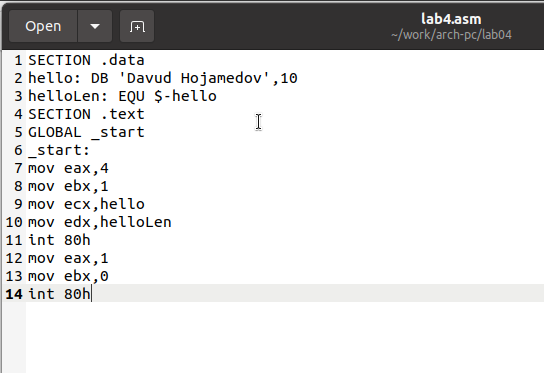 Open
lab4.asm
~/work/arch-pc/lab04
1 SECTION .data
2 hello: DB 'Davud Hojamedov',10
3 helloLen: EQU $-hello
4 SECTION .text
5 GLOBAL _start
6 _start:
7 mov eax,4
8 mov ebx,1
9 mov ecx,hello
10 mov edx,helloLen
11 int 80h
12 mov eax,1
13 mov ebx,0
14 int 80h